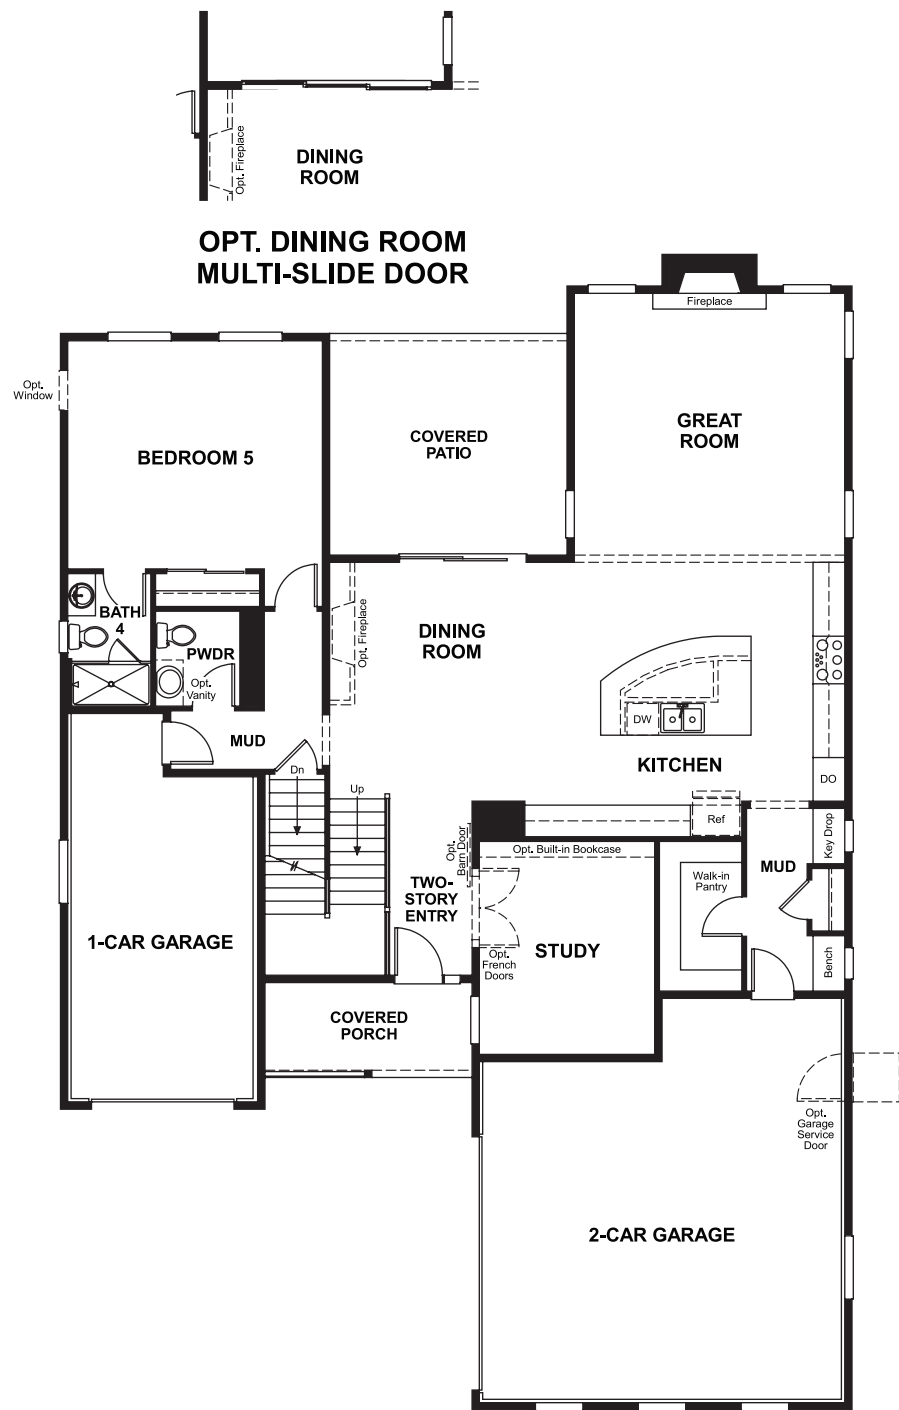 Opt. Fireplace
DINING
ROOM
OPT. DINING ROOM
MULTI-SLIDE DOOR
Fireplace
Opt.
Window
GREAT
ROOM
COVERED
PATIO
BEDROOM 5
BATH
4
PWDR
Opt.
Vanity
Opt. Fireplace
DINING
ROOM
DW
MUD
KITCHEN
Dn
DO
Up
Ref
Key Drop
Opt.
Barn Door
Opt. Built-in Bookcase
MUD
Walk-in
Pantry
TWO-
STORY
ENTRY
1-CAR GARAGE
STUDY
Opt.
French
Doors
Bench
COVERED
PORCH
Opt.
Garage
Service
Door
2-CAR GARAGE